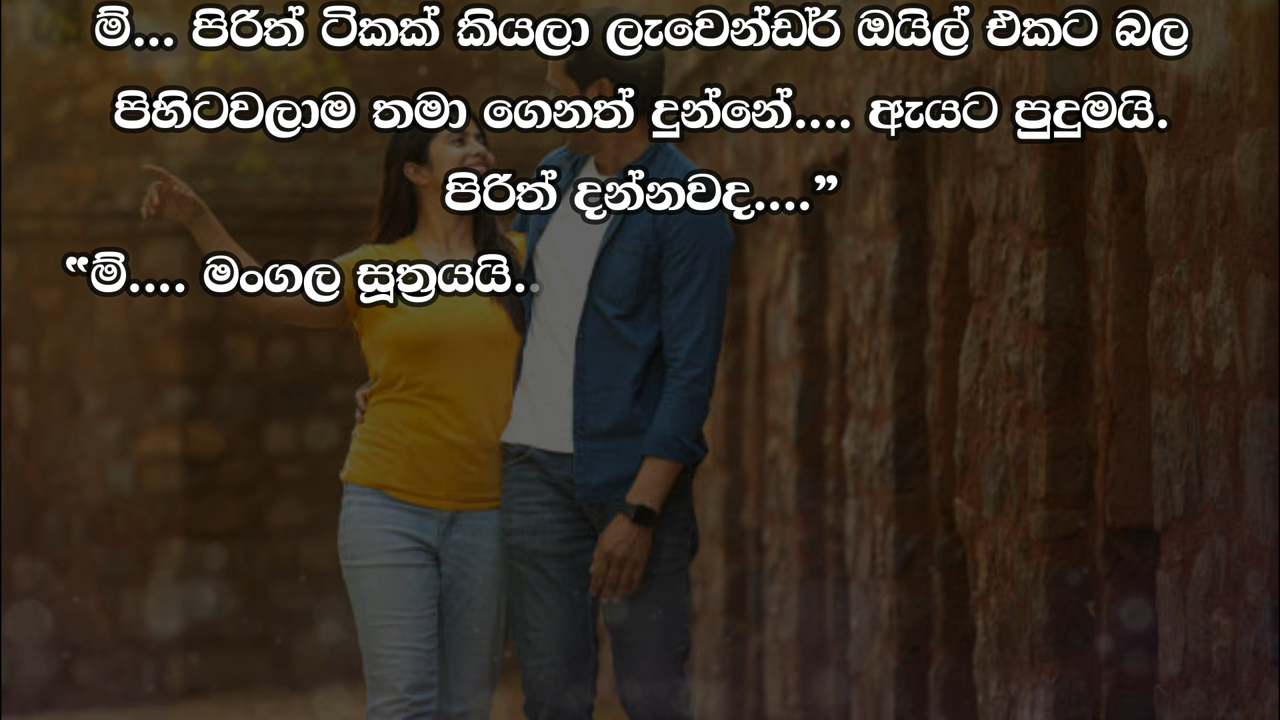 ම්... පිරිත් ටිකක් කියලා ලැවෙන්ඩර් ඔයිල් එකට බල
පිහිටවලාම තමා ගෙනත් දුන්නේ.... ඇයට පුදුමයි.
පිරිත් දන්නවද....”
“ම්.... මංගල සූත්‍රයයි..